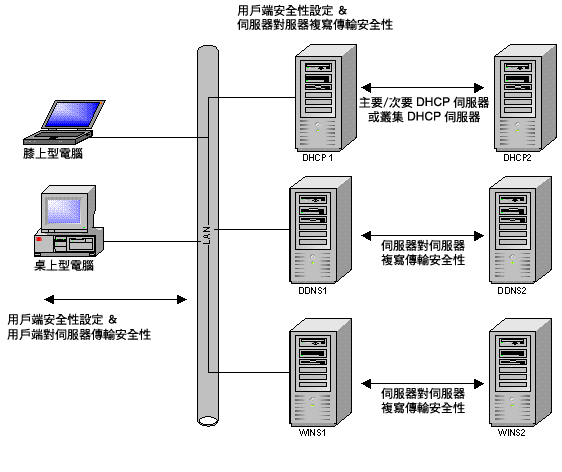 用戶端安全性設定 &
伺服器對服器複寫傳輸安全性
主要/次要 DHCP 伺服器
或叢集 DHCP 伺服器
膝上型電腦
DHCP 1
DHCP2
LAN
伺服器對伺服器
複寫傳輸安全性
桌上型電腦
DDNS1
DDNS2
用戶端安全性設定 &
用戶端對伺服器傳輸安全性
伺服器對伺服器
複寫傳輸安全性
WINS1
WINS2